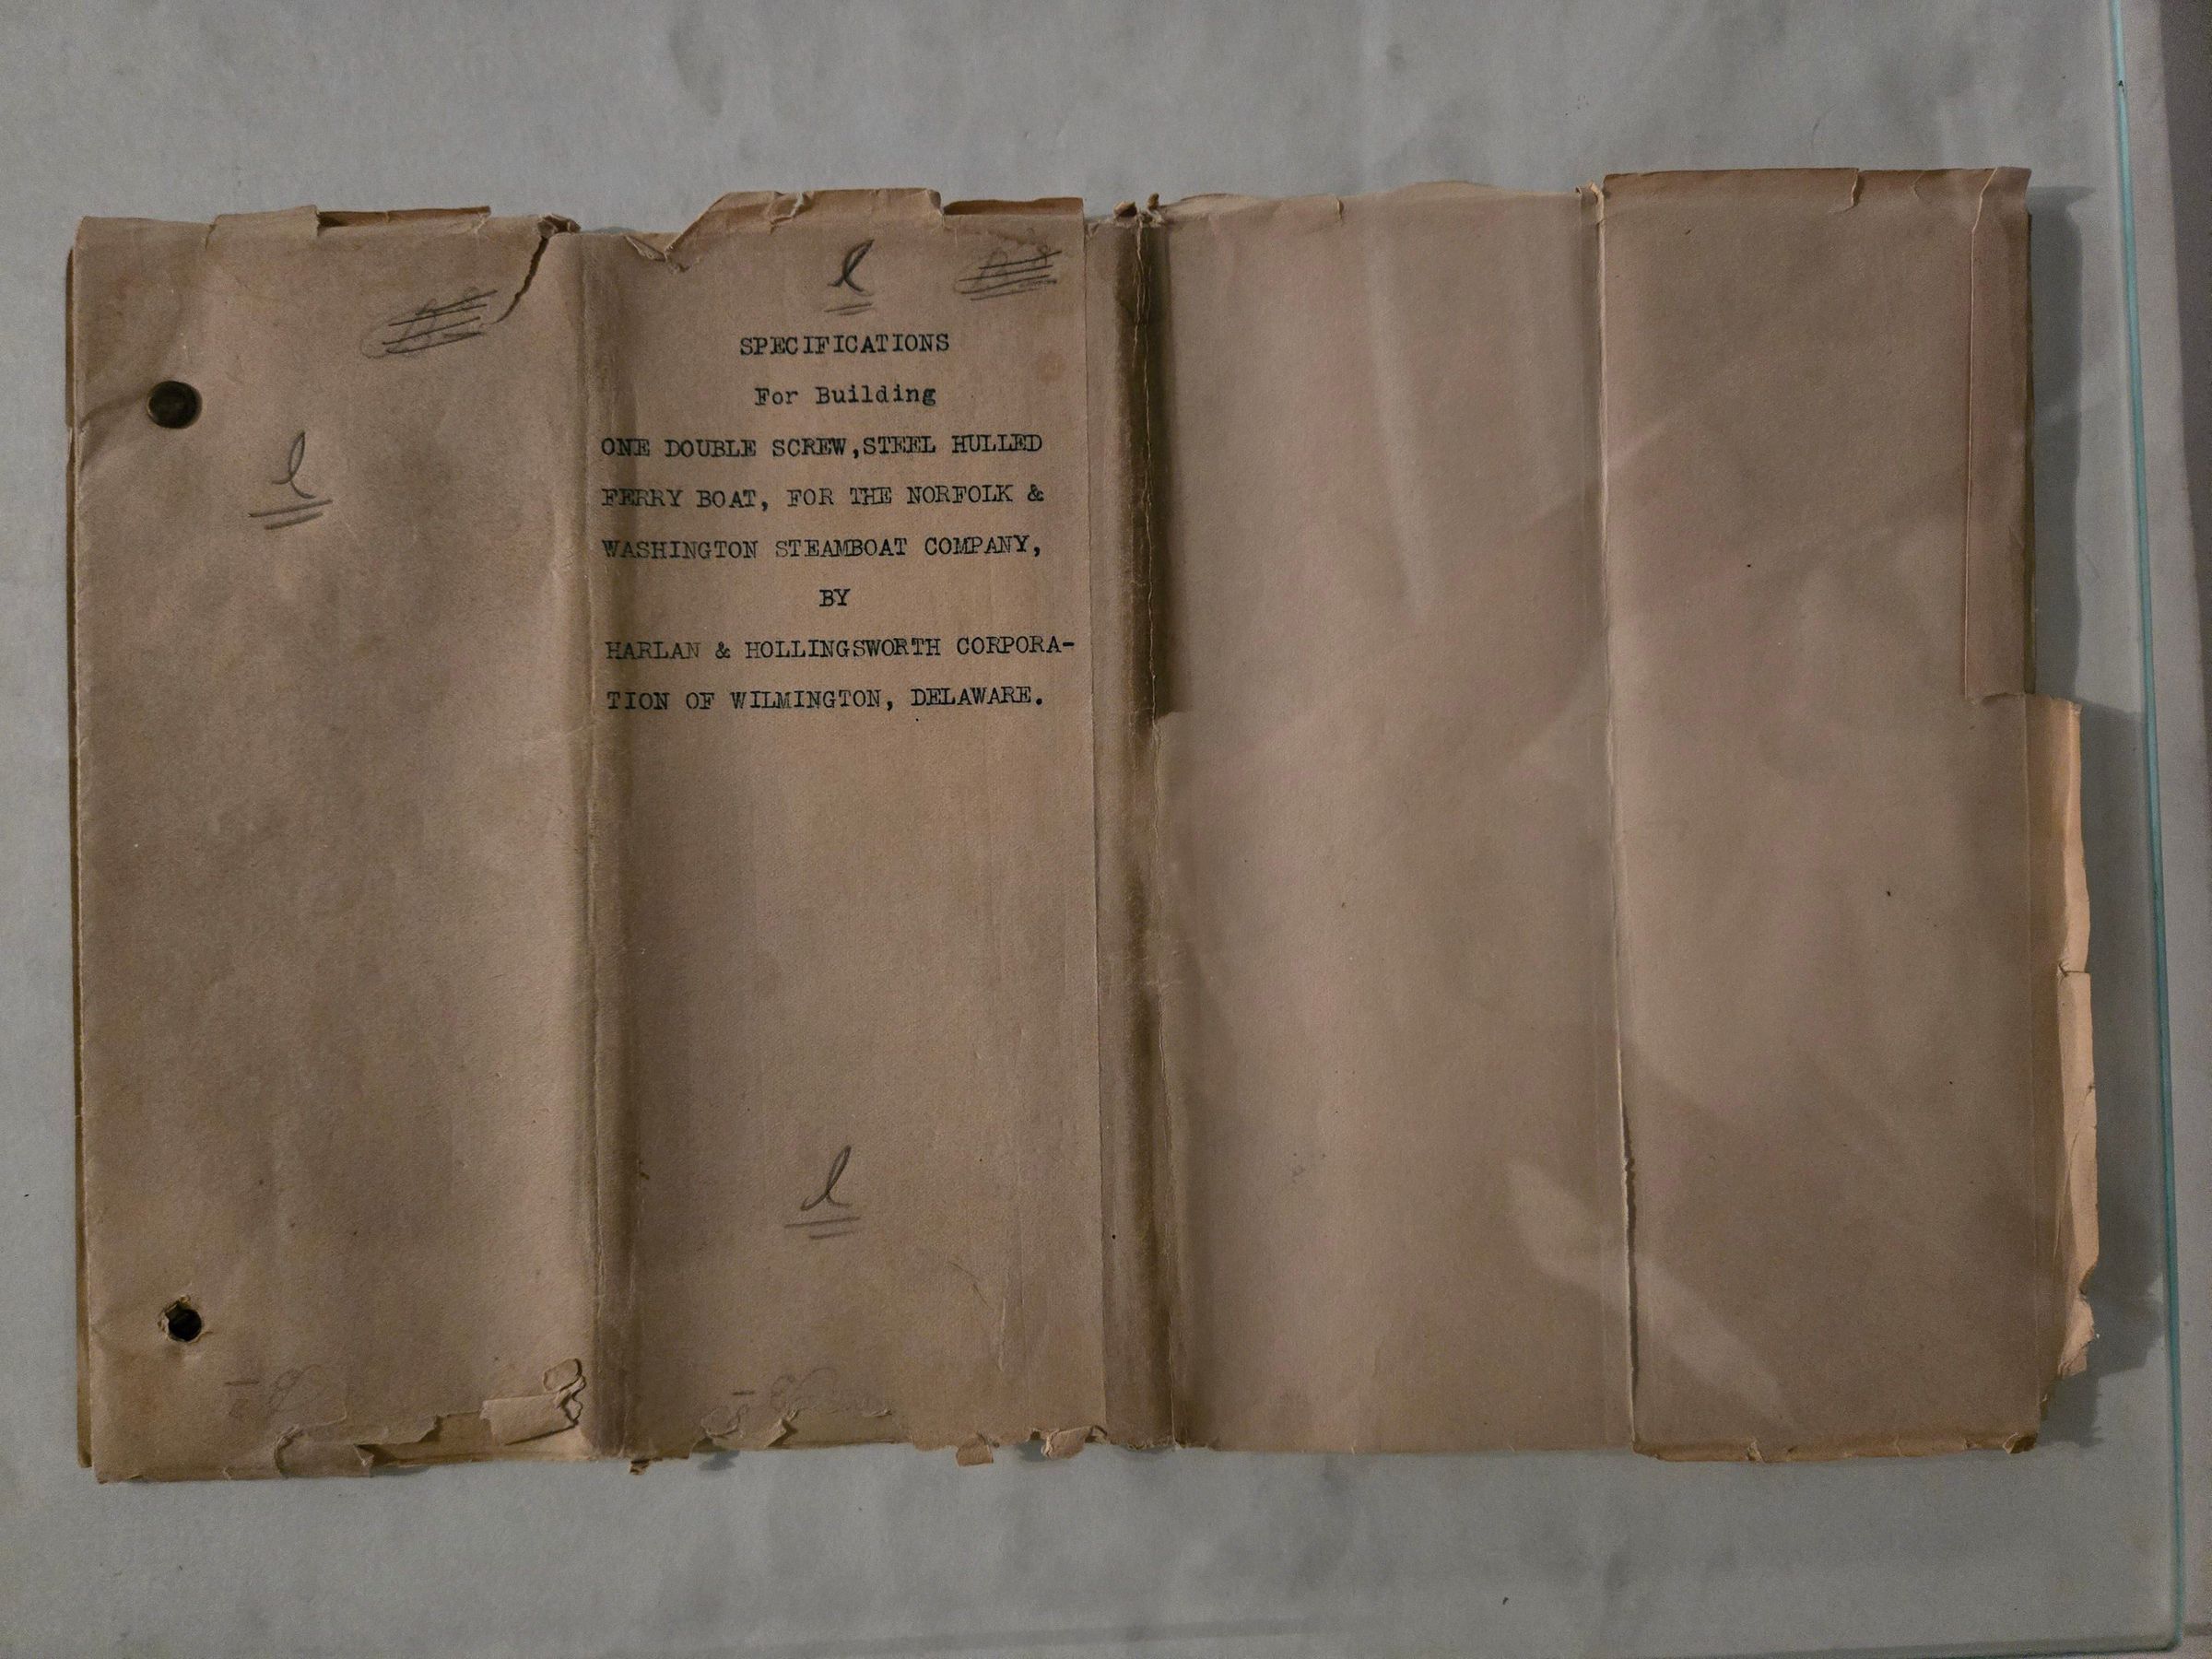 l
SPECIFICATIONS
For Building
ONE DOUBLE SCREW,STEEL HULLED
FERRY BOAT, FOR THE NORFOLK &
WASHINGTON STEAMBOAT COMPANY,
BY
HARLAN & HOLLINGSWORTH CORPORA-
TION OF WILMINGTON, DELAWARE.
l
l